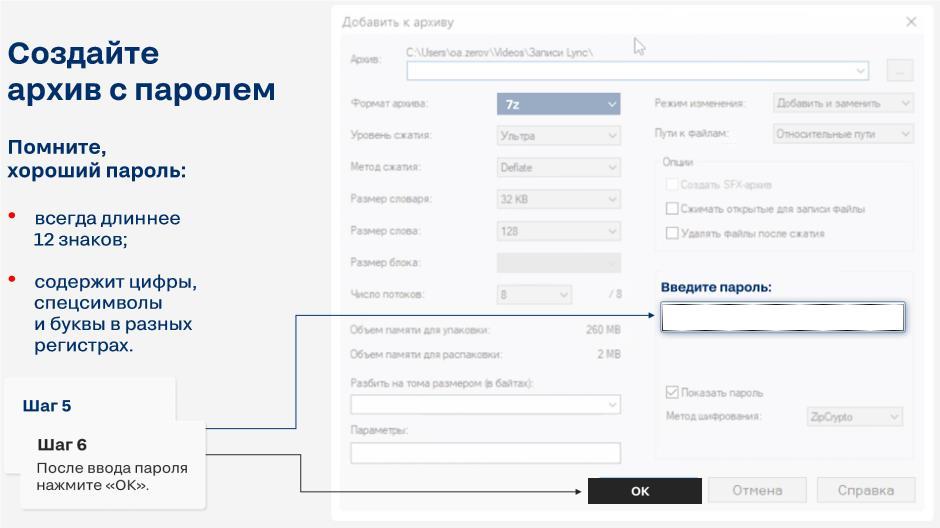 Создайте
архив с паролем
Помните,
хороший пароль:
• всегда длиннее
12 знаков;
• содержит цифры,
спецсимволы
и буквы в разных
регистрах.
Шаг 5
Шаг 6
После ввода пароля
нажмите «ОК».
Добавить к архиву
Архив:
C:\Users\oa.zerov\Videos\Записи Lync\
...
Формат архива: 7z
Уровень сжатия: Ультра
Метод сжатия: Deflate
Размер словаря: 32 KB
Размер слова: 128
Размер блока:
Число потоков: 8 / 8
Объем памяти для упаковки: 260 MB
Объем памяти для распаковки: 2 MB
Разбить на тома размером (в байтах):
Параметры:
Режим изменения: Добавить и заменить
Пути к файлам: Относительные пути
Опции
Создать SFX-архив
Сжимать открытые для записи файлы
Удалять файлы после сжатия
Введите пароль:
Показать пароль
Метод шифрования: ZipCrypto
ОК
Отмена
Справка